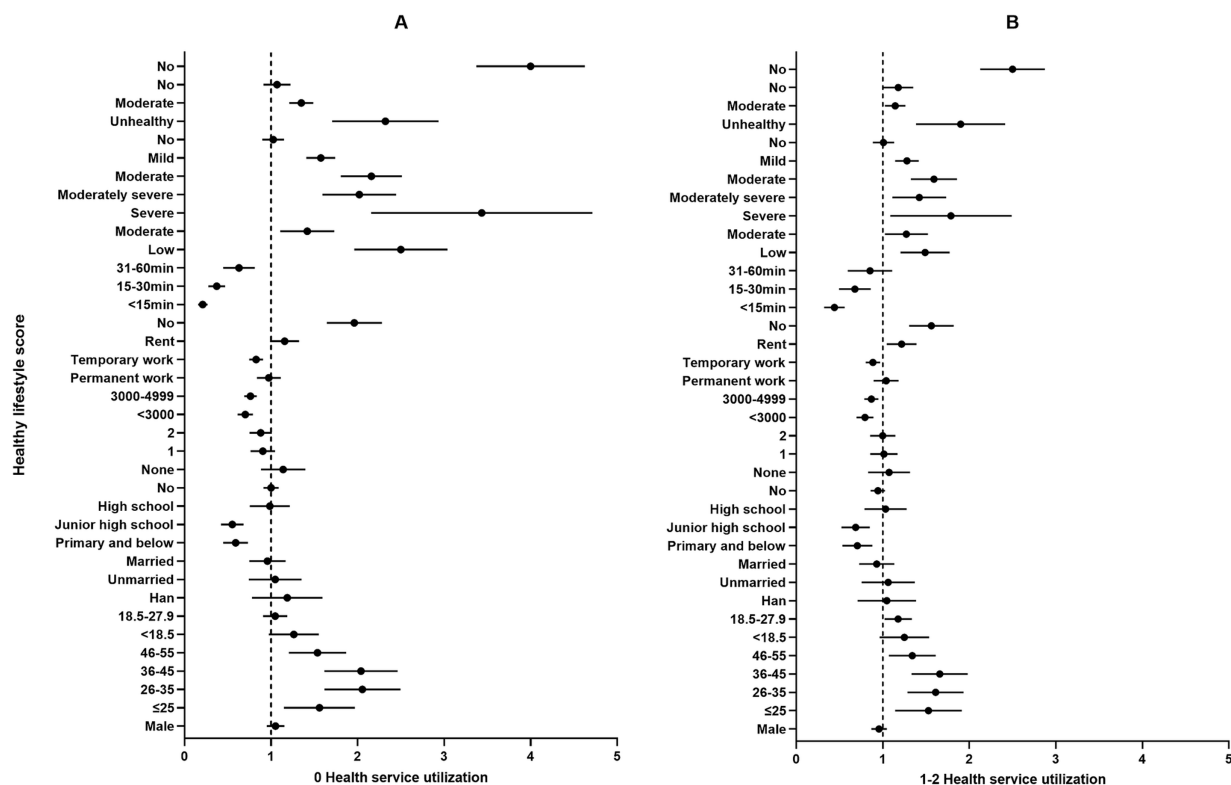 A
Healthy lifestyle score
No
No
Moderate
Unhealthy
No
Mild
Moderate
Moderately severe
Severe
Moderate
Low
31-60min
15-30min
<15min
No
Rent
Temporary work
Permanent work
3000-4999
<3000
2
1
None
No
High school
Junior high school
Primary and below
Married
Unmarried
Han
18.5-27.9
<18.5
46-55
36-45
26-35
≤25
Male
0 1 2 3 4 5
0 Health service utilization
B
No
No
Moderate
Unhealthy
No
Mild
Moderate
Moderately severe
Severe
Moderate
Low
31-60min
15-30min
<15min
No
Rent
Temporary work
Permanent work
3000-4999
<3000
2
1
None
No
High school
Junior high school
Primary and below
Married
Unmarried
Han
18.5-27.9
<18.5
46-55
36-45
26-35
≤25
Male
0 1 2 3 4 5
1-2 Health service utilization